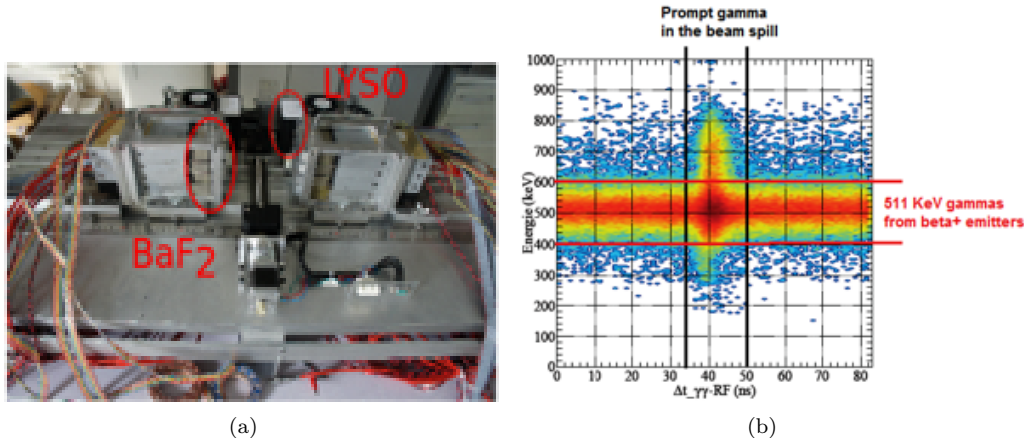 LYSO
BaF2
(a)
Prompt gamma
in the beam spill
Energie (keV)
1000
900
800
700
600
500
400
300
200
100
0
511 KeV gammas
from beta+ emitters
0 10 20 30 40 50 60 70 80
Δt_γγ-RF (ns)
(b)